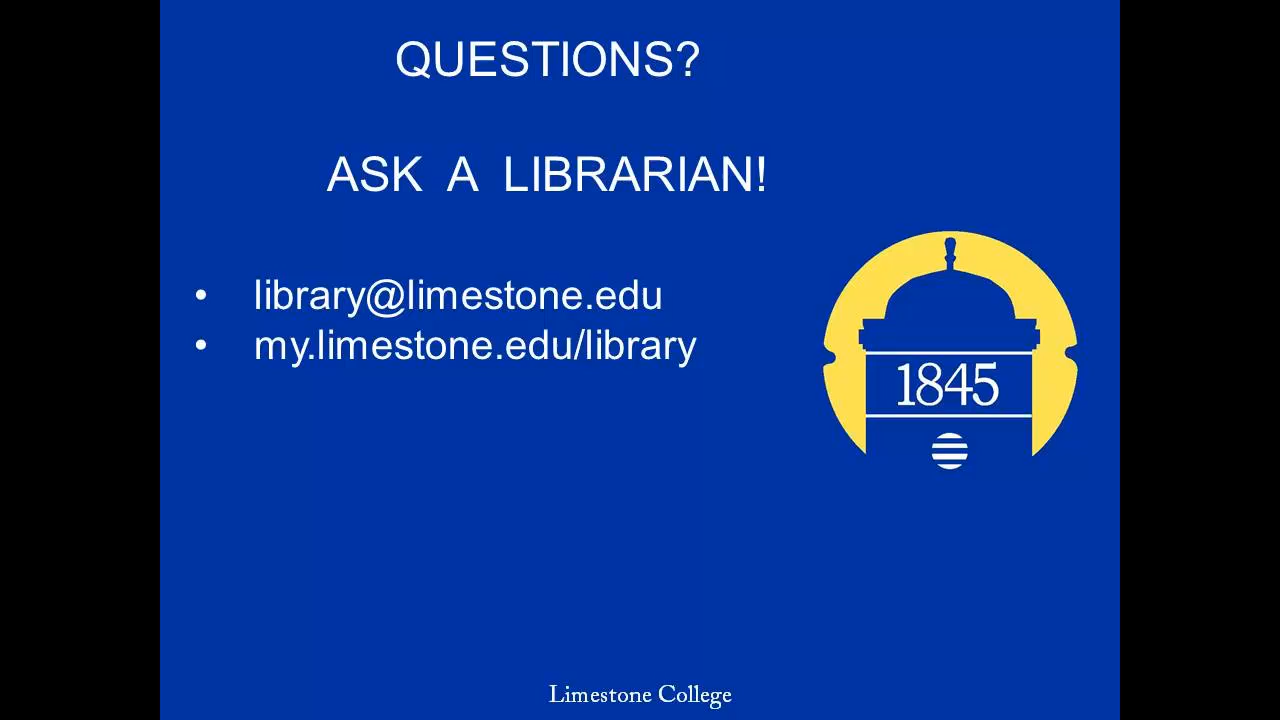 QUESTIONS?
ASK A LIBRARIAN!
• library@limestone.edu
• my.limestone.edu/library
1845
Limestone College